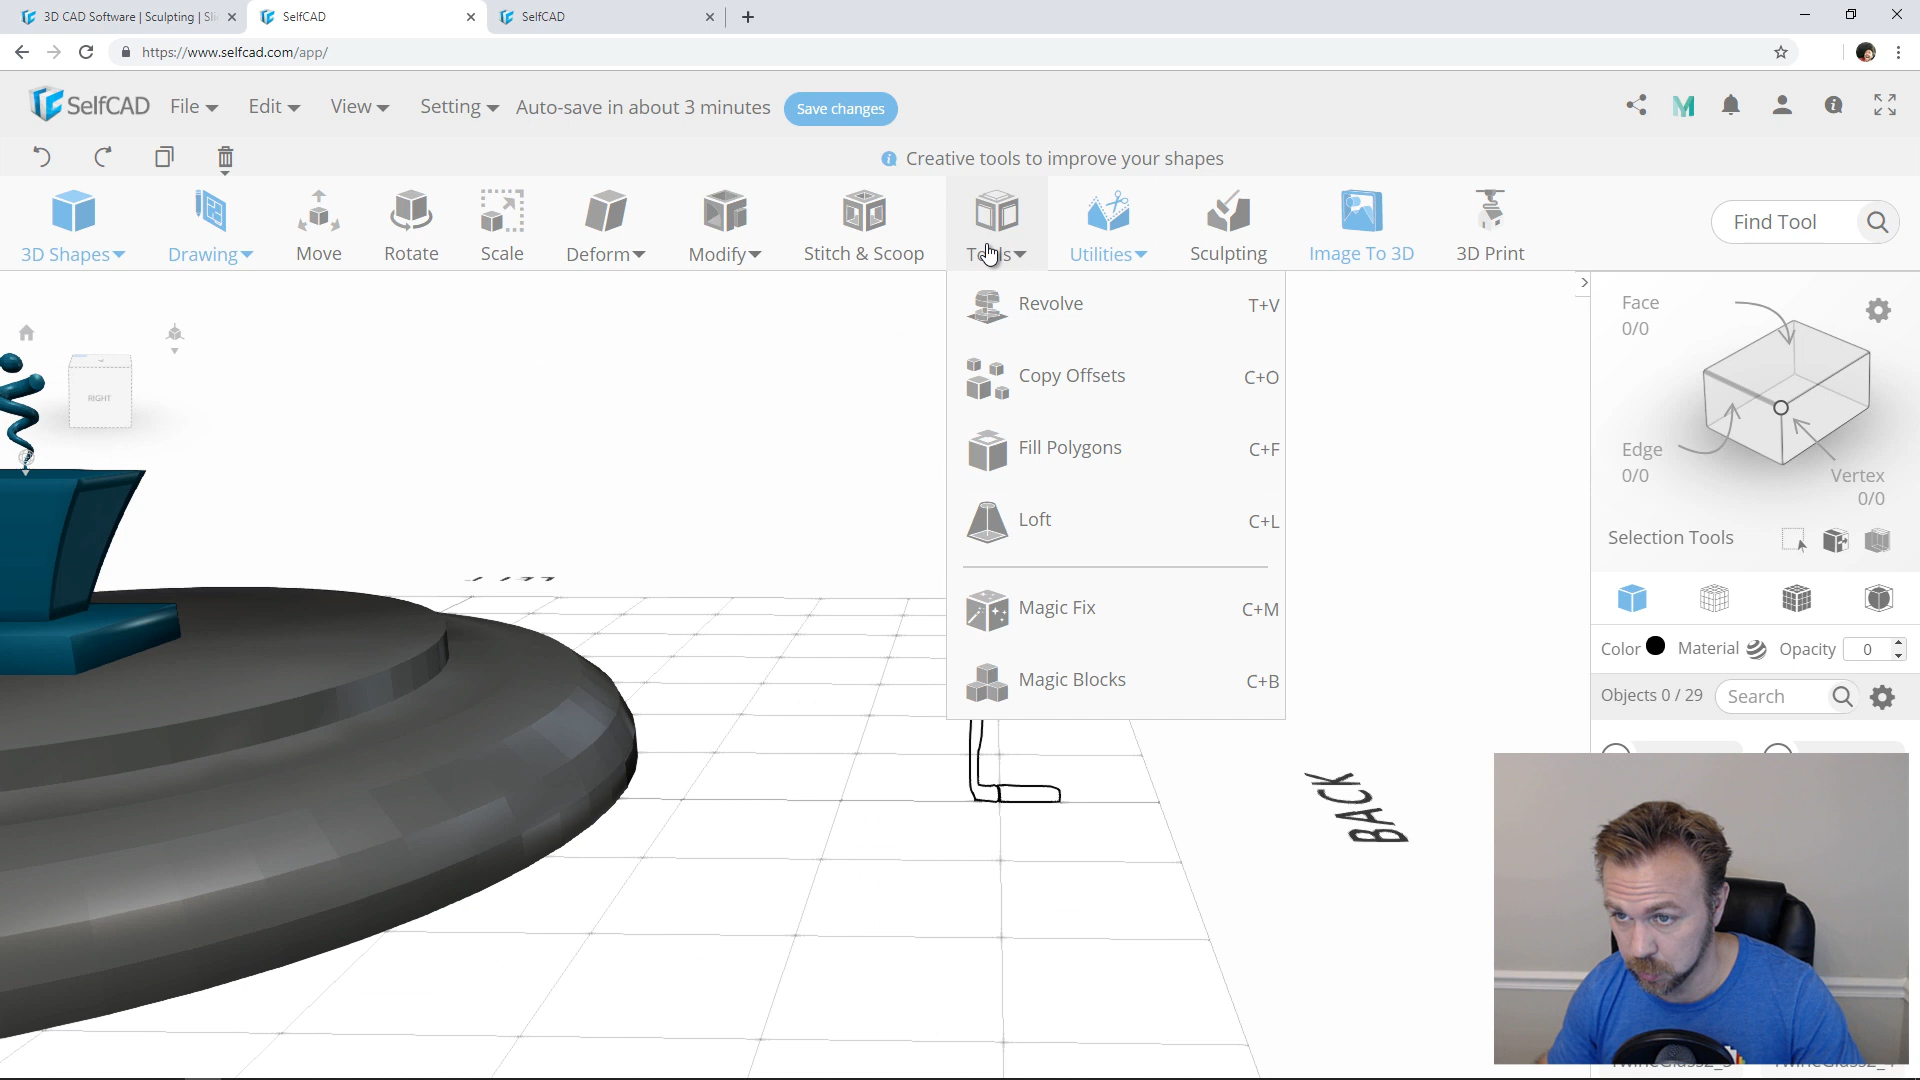 3D CAD Software | Sculpting | Sli
SelfCAD
SelfCAD
https://www.selfcad.com/app/
SelfCAD
File
Edit
View
Setting
Auto-save in about 3 minutes
Save changes
Creative tools to improve your shapes
3D Shapes
Drawing
Move
Rotate
Scale
Deform
Modify
Stitch & Scoop
Tools
Utilities
Sculpting
Image To 3D
3D Print
Find Tool
Revolve T+V
Copy Offsets C+O
Fill Polygons C+F
Loft C+L
Magic Fix C+M
Magic Blocks C+B
RIGHT
BACK
Face
0/0
Edge
0/0
Vertex
0/0
Selection Tools
Color
Material
Opacity
0
Objects 0 / 29
Search